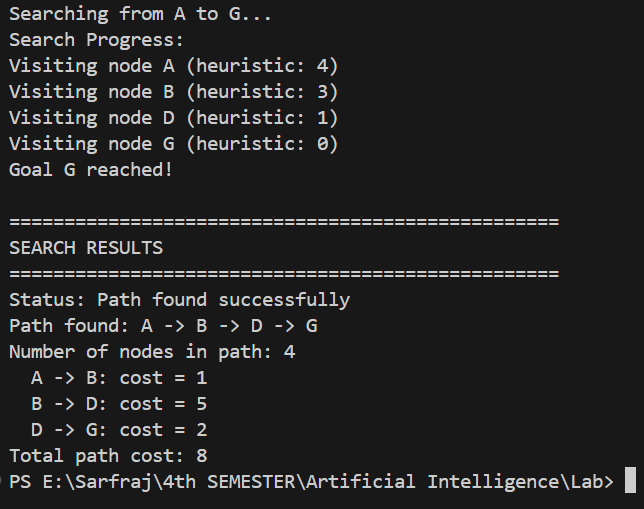 Searching from A to G...
Search Progress:
Visiting node A (heuristic: 4)
Visiting node B (heuristic: 3)
Visiting node D (heuristic: 1)
Visiting node G (heuristic: 0)
Goal G reached!
==================================================
SEARCH RESULTS
==================================================
Status: Path found successfully
Path found: A -> B -> D -> G
Number of nodes in path: 4
  A -> B: cost = 1
  B -> D: cost = 5
  D -> G: cost = 2
Total path cost: 8
PS E:\Sarfraj\4th SEMESTER\Artificial Intelligence\Lab>